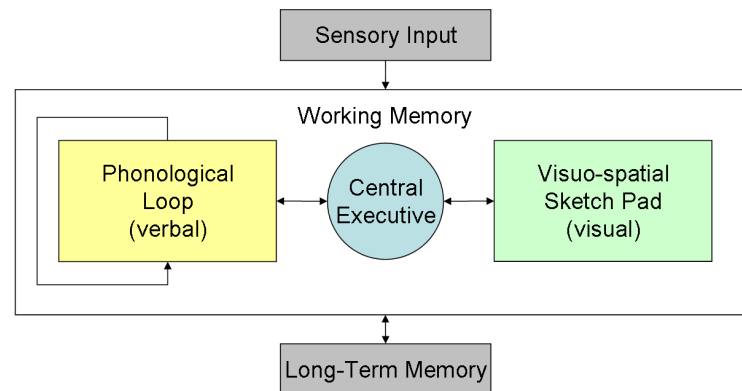 Sensory Input
Working Memory
Phonological
Loop
(verbal)
Central
Executive
Visuo-spatial
Sketch Pad
(visual)
Long-Term Memory